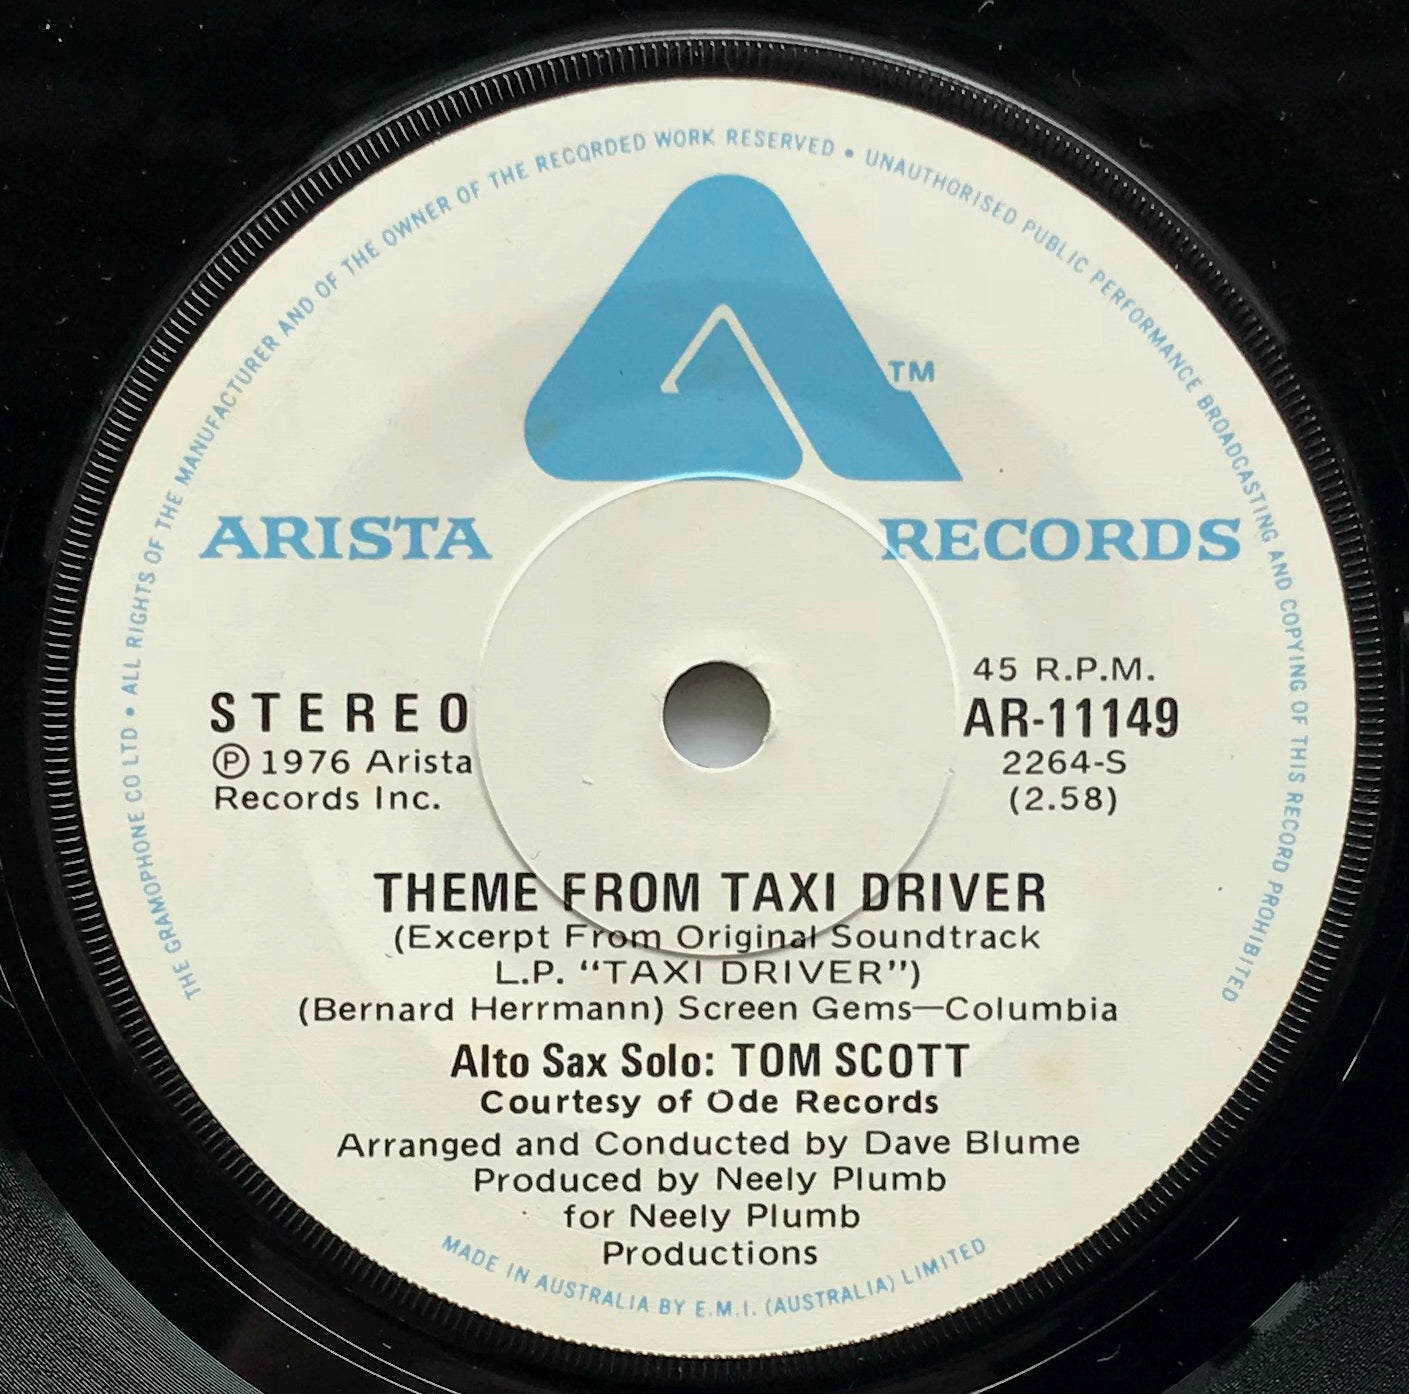 THE GRAMOPHONE CO LTD • ALL RIGHTS OF THE MANUFACTURER AND OF THE OWNER OF THE RECORDED WORK RESERVED • UNAUTHORISED PUBLIC PERFORMANCE BROADCASTING AND COPYING OF THIS RECORD PROHIBITED
TM
ARISTA RECORDS
STEREO
℗ 1976 Arista
Records Inc.
45 R.P.M.
AR-11149
2264-S
(2.58)
THEME FROM TAXI DRIVER
(Excerpt From Original Soundtrack
L.P. “TAXI DRIVER”)
(Bernard Herrmann) Screen Gems—Columbia
Alto Sax Solo: TOM SCOTT
Courtesy of Ode Records
Arranged and Conducted by Dave Blume
Produced by Neely Plumb
for Neely Plumb
Productions
MADE IN AUSTRALIA BY E.M.I. (AUSTRALIA) LIMITED